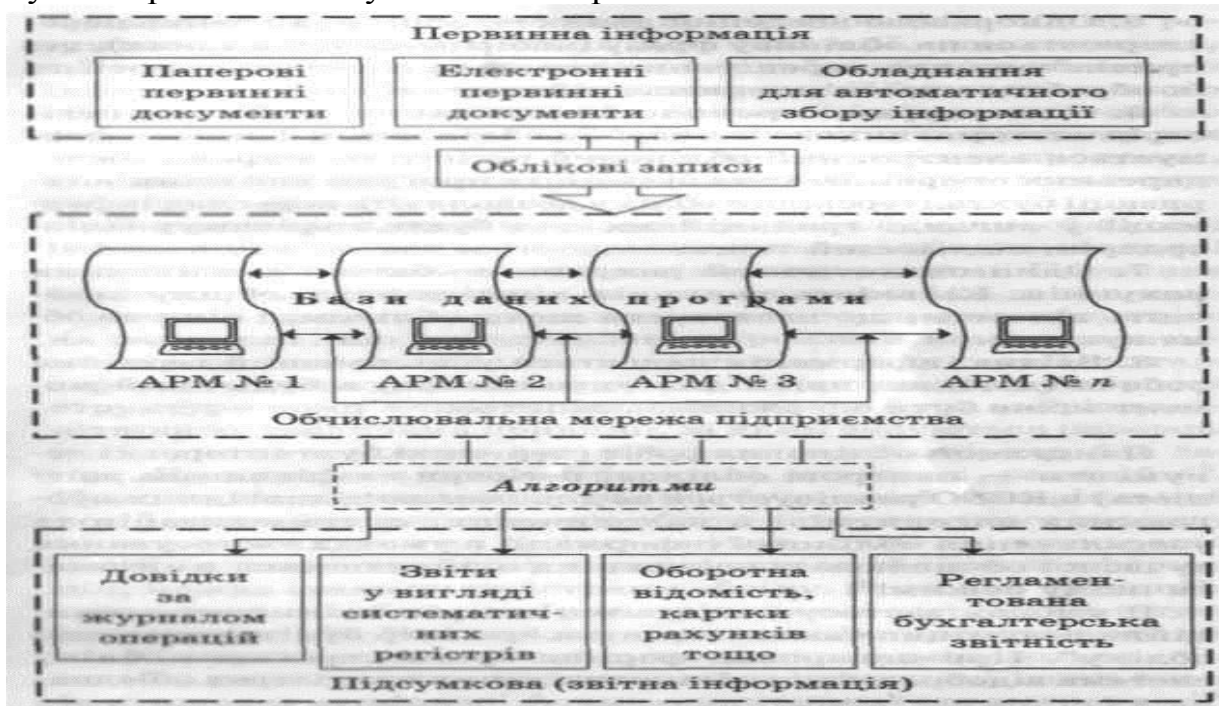 Первинна інформація
Паперові
первинні
документи
Електронні
первинні
документи
Обладнання
для автоматичного
збору інформації
Облікові записи
Бази даних програми
АРМ № 1
АРМ № 2
АРМ № 3
АРМ № n
Обчислювальна мережа підприємства
Алгоритми
Довідки
за
журналом
операцій
Звіти
у вигляді
систематич-
них
регістрів
Оборотна
відомість,
картки
рахунків
тощо
Регламен-
тована
бухгалтерська
звітність
Підсумкова (звітна інформація)